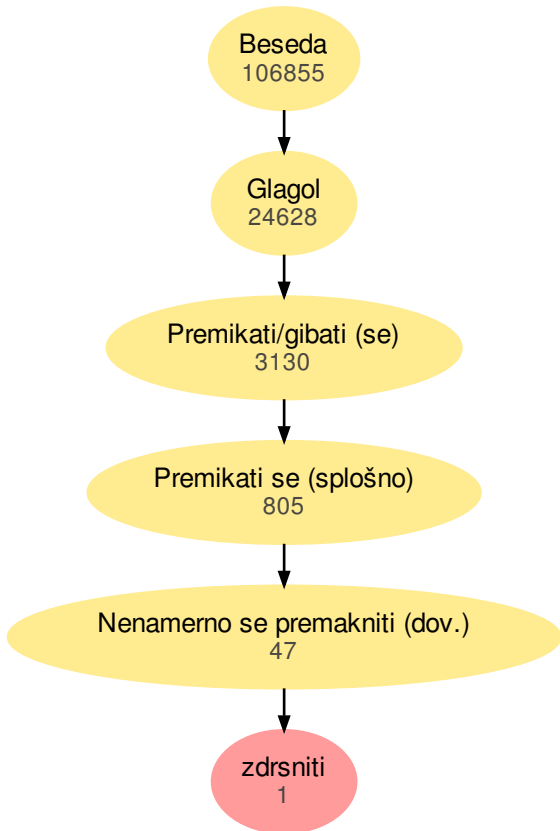 Beseda
106855
Glagol
24628
Premikati/gibati (se)
3130
Premikati se (splošno)
805
Nenamerno se premakniti (dov.)
47
zdrsniti
1